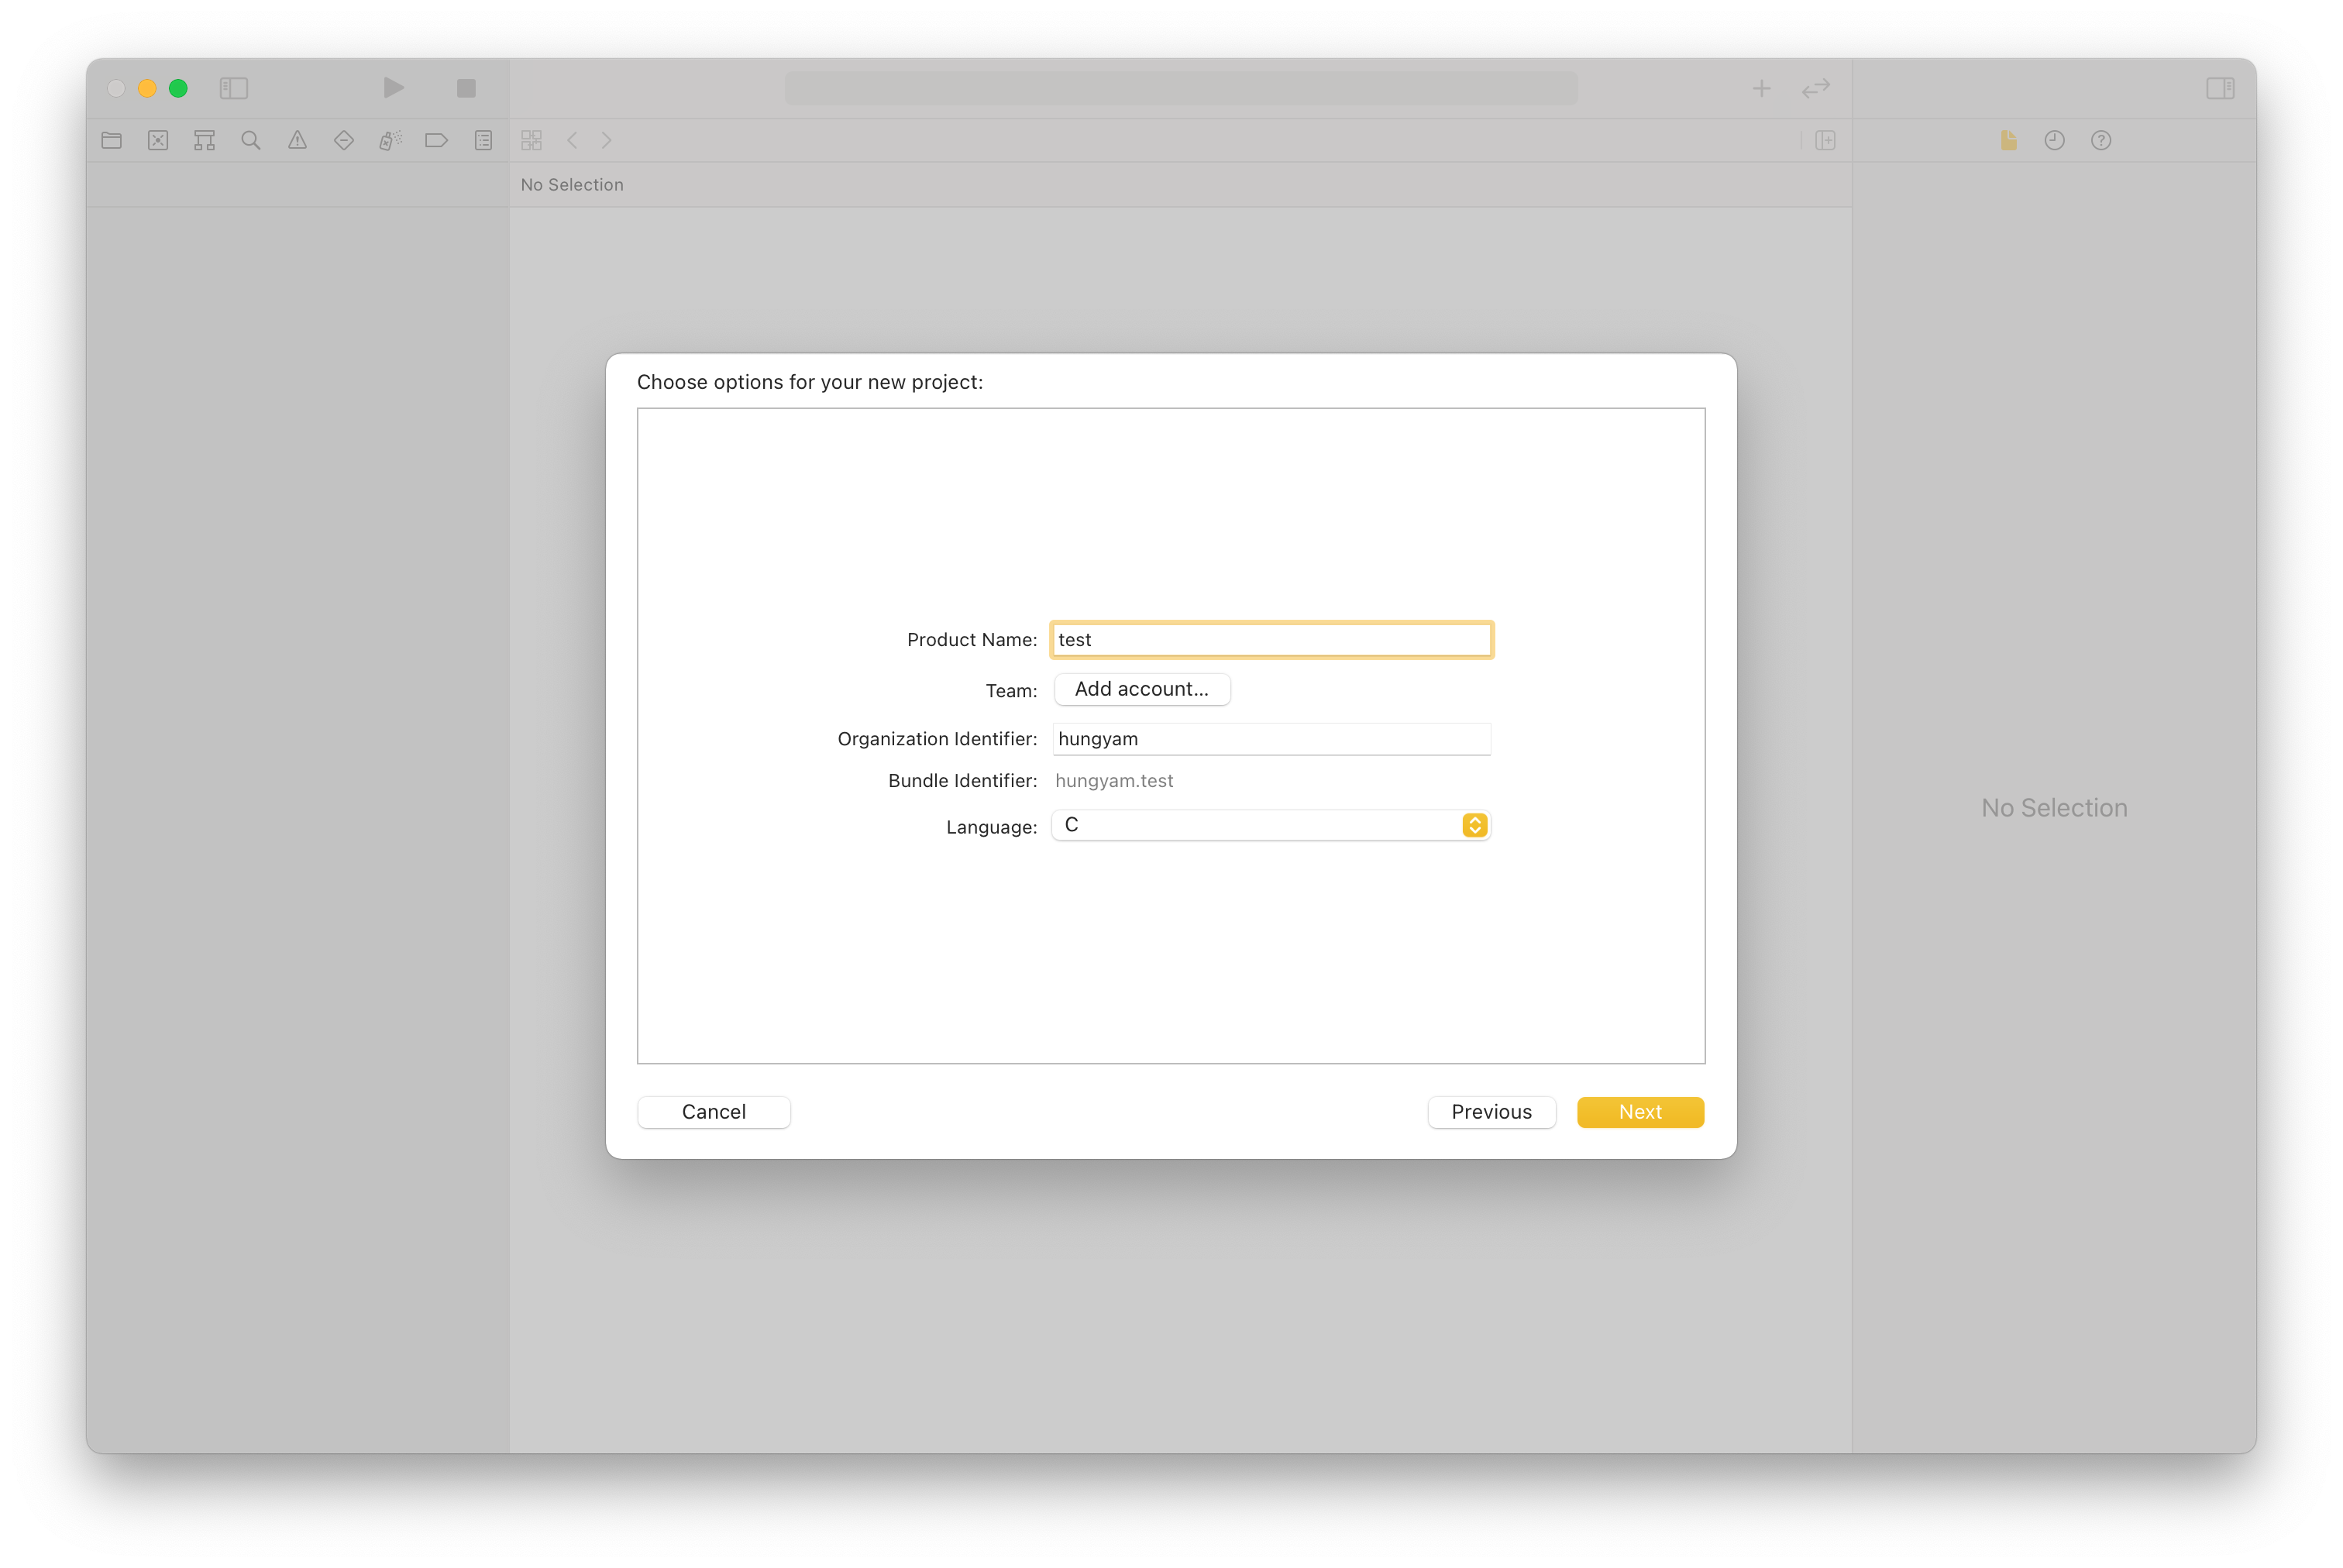 No Selection
Choose options for your new project:
Product Name: test
Team: Add account...
Organization Identifier: hungyam
Bundle Identifier: hungyam.test
Language: C
No Selection
Cancel Previous Next